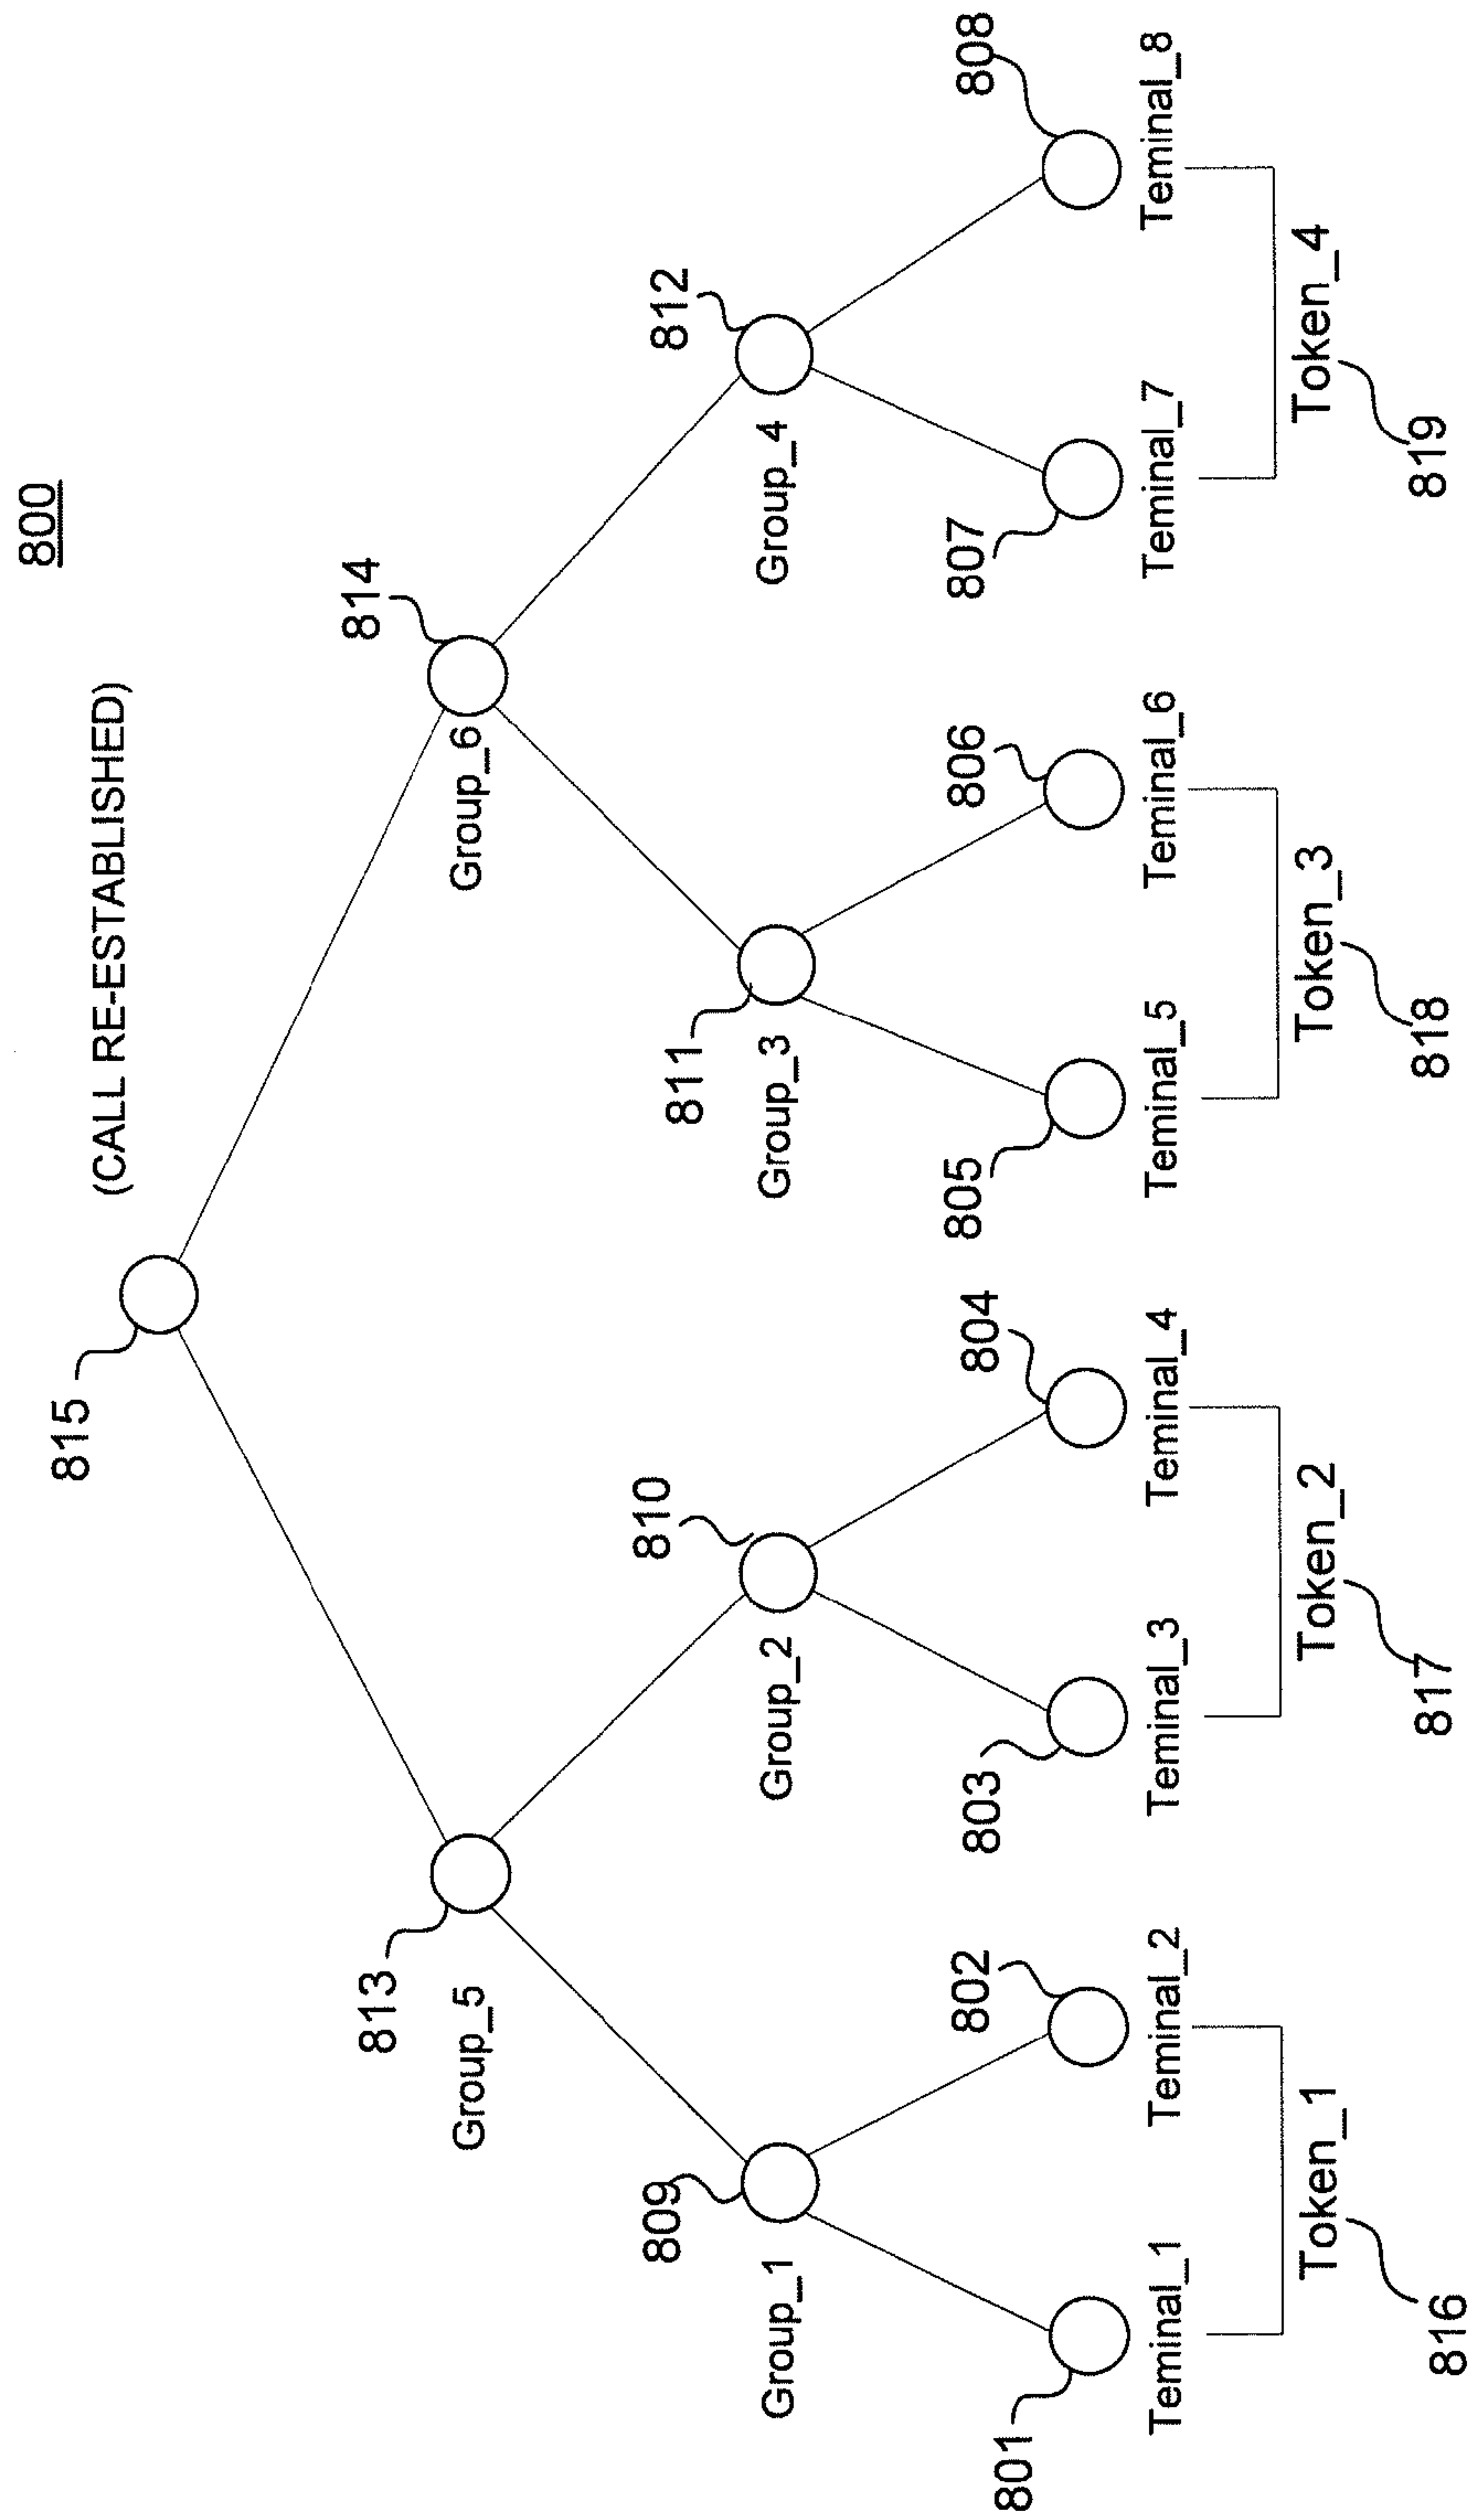 800
(CALL RE-ESTABLISHED)
815
814
Group_6
813
Group_5
812
Group_4
811
Group_3
810
Group_2
809
Group_1
801
802
803
804
805
806
807
808
Teminal_1
Teminal_2
Teminal_3
Teminal_4
Teminal_5
Teminal_6
Teminal_7
Teminal_8
Token_1
Token_2
Token_3
Token_4
816
817
818
819